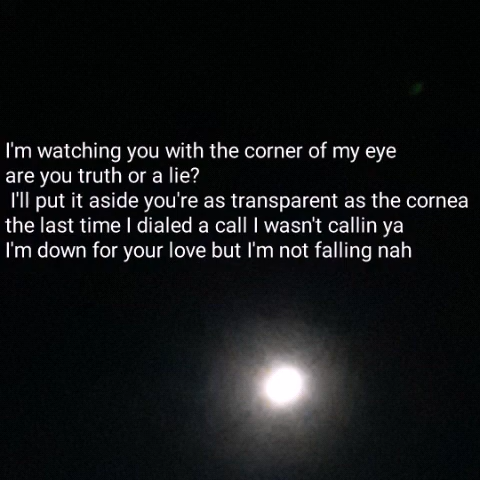 I'm watching you with the corner of my eye
are you truth or a lie?
I'll put it aside you're as transparent as the cornea
the last time I dialed a call I wasn't callin ya
I'm down for your love but I'm not falling nah